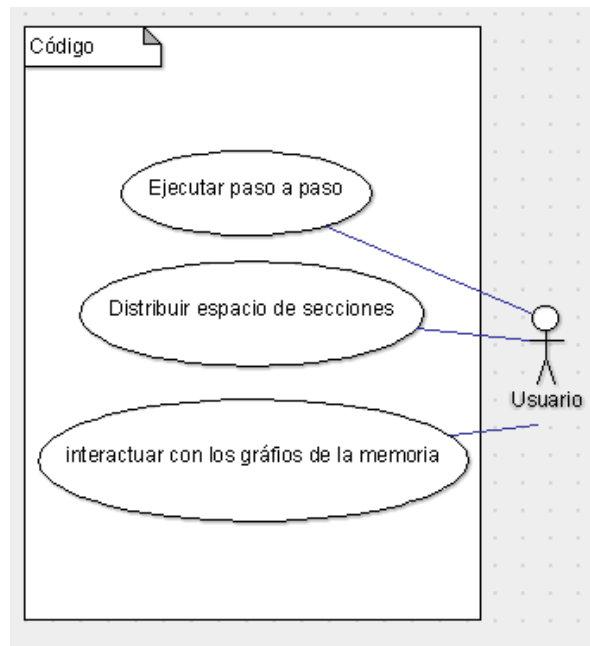 Código
Ejecutar paso a paso
Distribuir espacio de secciones
Usuario
interactuar con los gráfios de la memoria